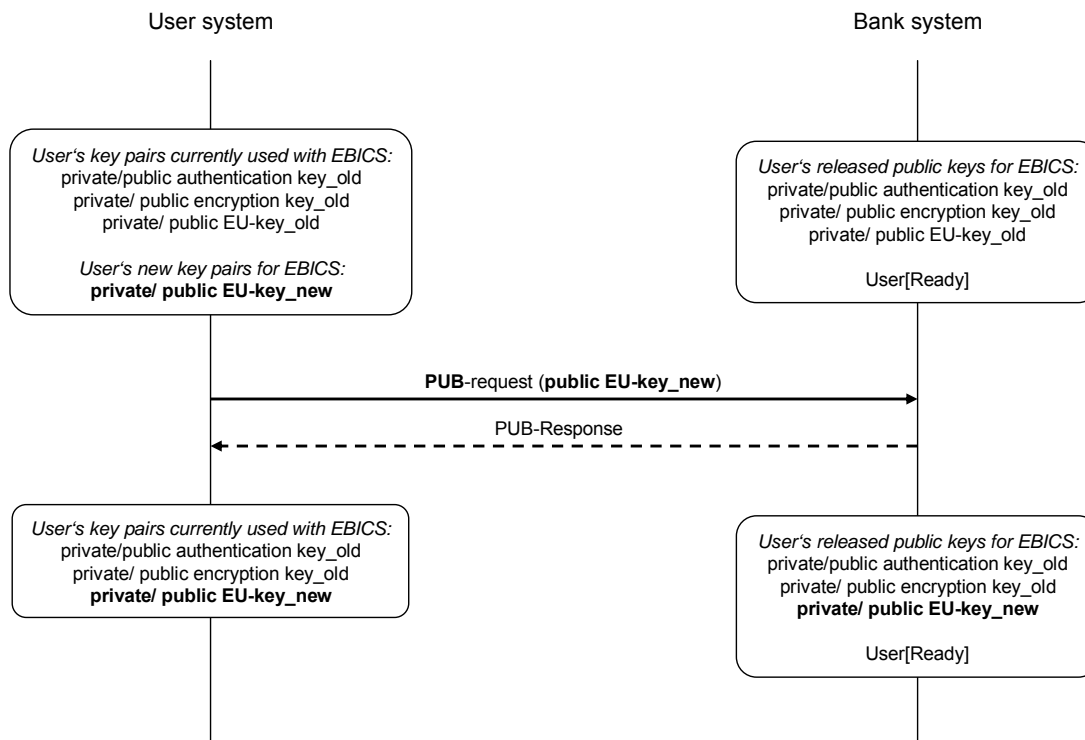 User system
Bank system
User‘s key pairs currently used with EBICS:
private/public authentication key_old
private/ public encryption key_old
private/ public EU-key_old
User‘s new key pairs for EBICS:
private/ public EU-key_new
User‘s released public keys for EBICS:
private/public authentication key_old
private/ public encryption key_old
private/ public EU-key_old
User[Ready]
PUB-request (public EU-key_new)
PUB-Response
User‘s key pairs currently used with EBICS:
private/public authentication key_old
private/ public encryption key_old
private/ public EU-key_new
User‘s released public keys for EBICS:
private/public authentication key_old
private/ public encryption key_old
private/ public EU-key_new
User[Ready]